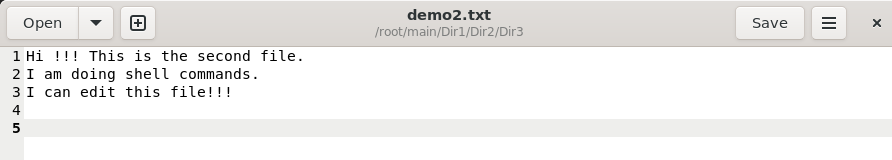 Open
demo2.txt
/root/main/Dir1/Dir2/Dir3
Save
1 Hi !!! This is the second file.
2 I am doing shell commands.
3 I can edit this file!!!
4
5